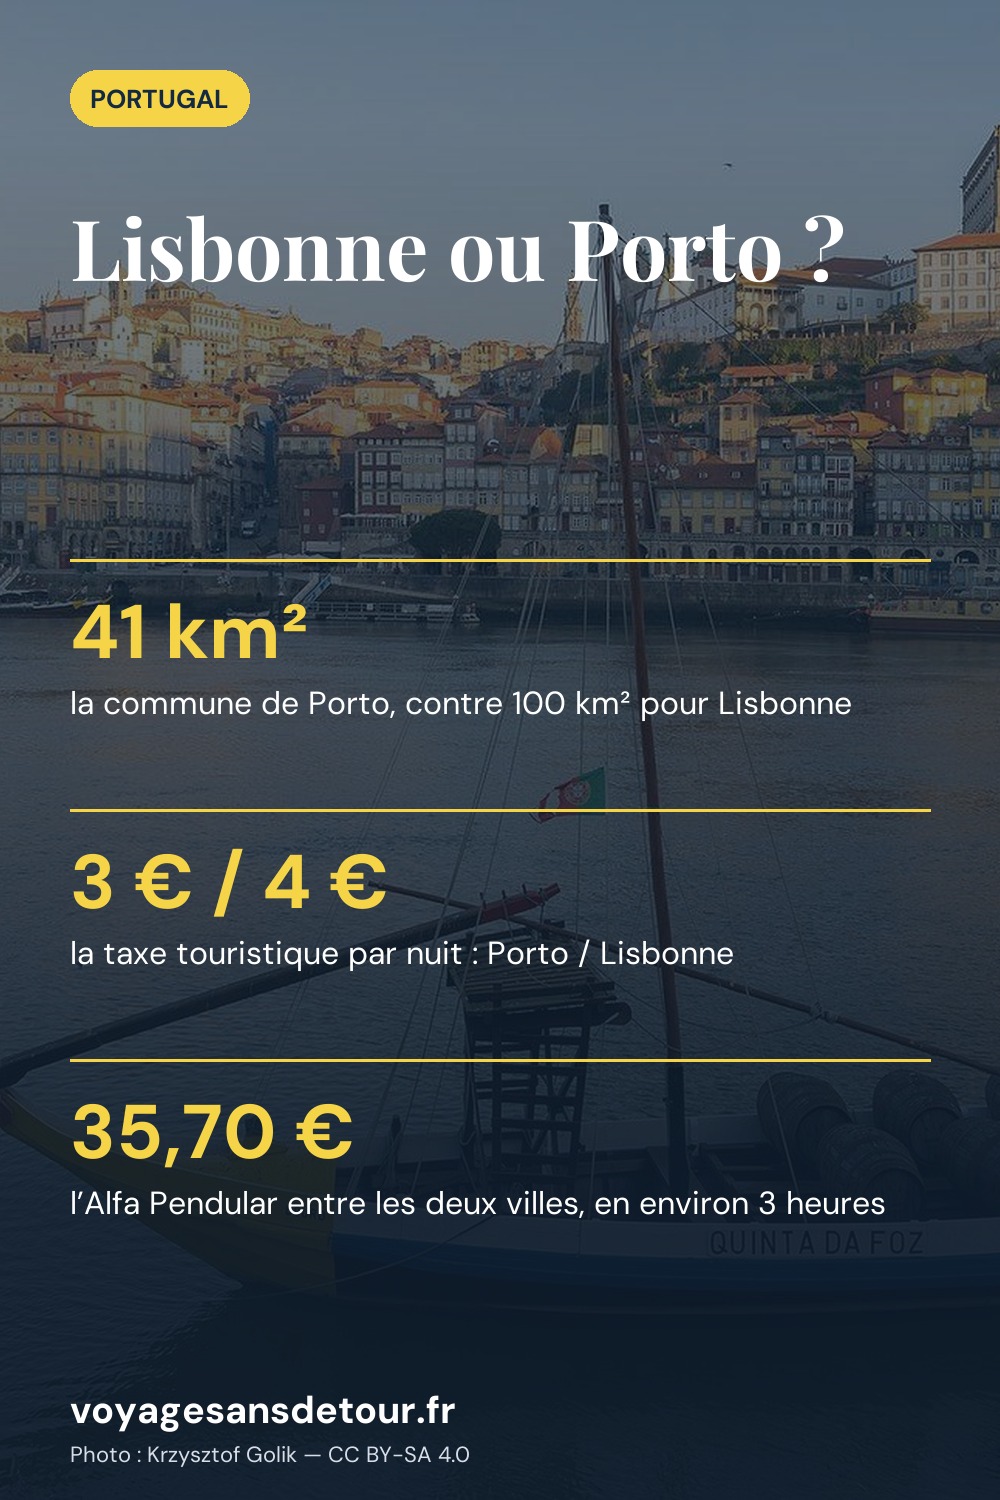 PORTUGAL
Lisbonne ou Porto ?
41 km²
la commune de Porto, contre 100 km² pour Lisbonne
3 € / 4 €
la taxe touristique par nuit : Porto / Lisbonne
35,70 €
l’Alfa Pendular entre les deux villes, en environ 3 heures
QUINTA DA FOZ
voyagesansdetour.fr
Photo : Krzysztof Golik — CC BY-SA 4.0